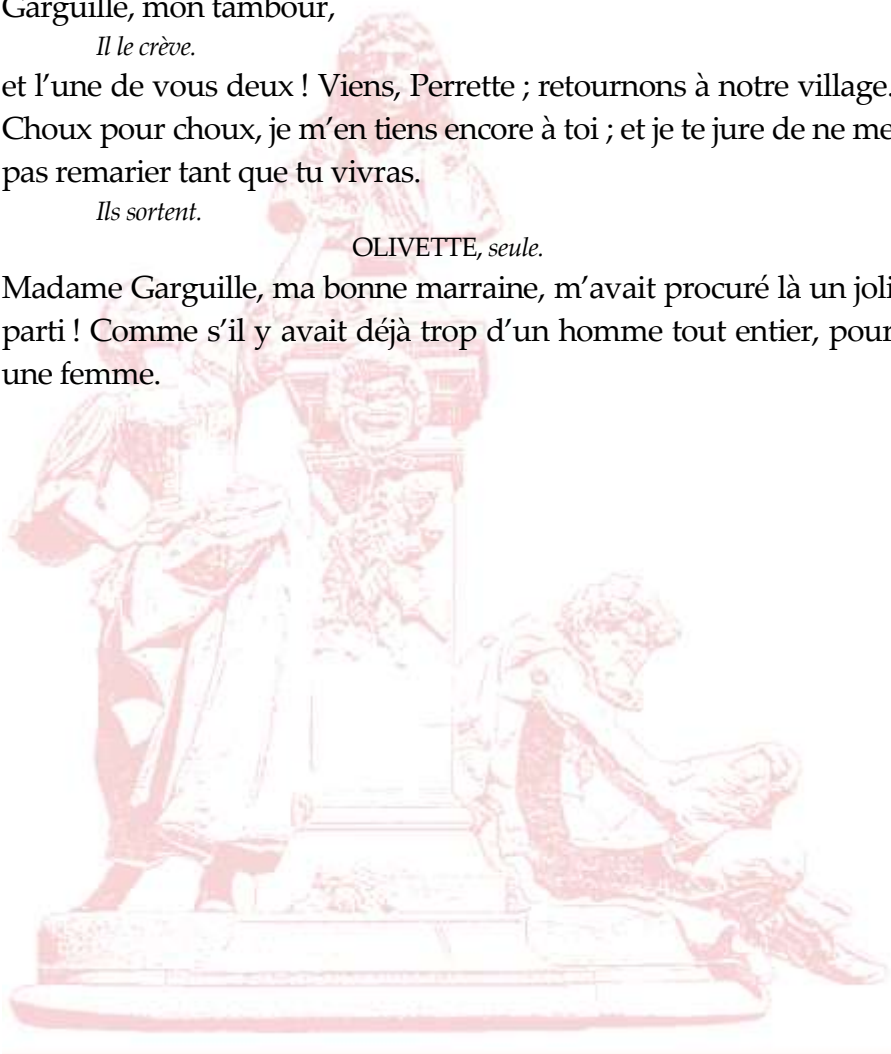 Garguille, mon tambour,
Il le crève.
et l’une de vous deux ! Viens, Perrette ; retournons à notre village.
Choux pour choux, je m’en tiens encore à toi ; et je te jure de ne me
pas remarier tant que tu vivras.
Ils sortent.
OLIVETTE, seule.
Madame Garguille, ma bonne marraine, m’avait procuré là un joli
parti ! Comme s’il y avait déjà trop d’un homme tout entier, pour
une femme.